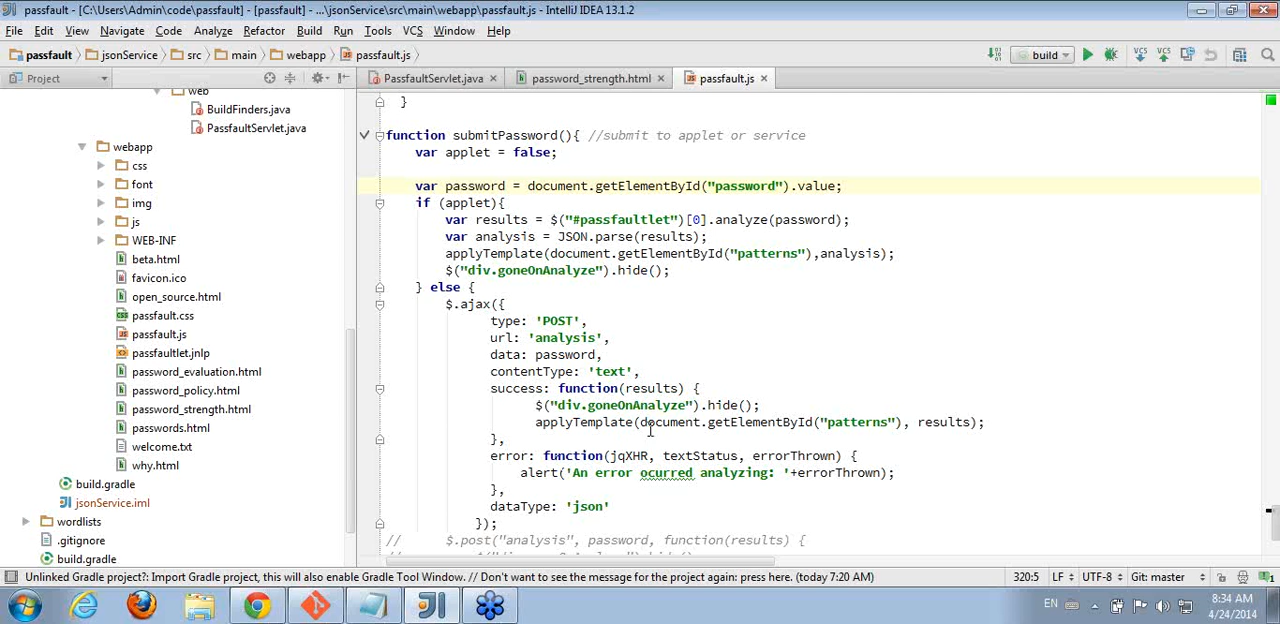 passfault - [C:\Users\Admin\code\passfault] - [passfault] - ...\jsonService\src\main\webapp\passfault.js - IntelliJ IDEA 13.1.2
File Edit View Navigate Code Analyze Refactor Build Run Tools VCS Window Help
passfault jsonService src main webapp passfault.js build VCS VCS
Project PassfaultServlet.java password_strength.html passfault.js
web
BuildFinders.java
PassfaultServlet.java
webapp
css
font
img
js
WEB-INF
beta.html
favicon.ico
open_source.html
passfault.css
passfault.js
passfaultlet.jnlp
password_evaluation.html
password_policy.html
password_strength.html
passwords.html
welcome.txt
why.html
build.gradle
jsonService.iml
wordlists
.gitignore
build.gradle
}
function submitPassword(){ //submit to applet or service
var applet = false;
var password = document.getElementById("password").value;
if (applet){
var results = $("#passfaultlet")[0].analyze(password);
var analysis = JSON.parse(results);
applyTemplate(document.getElementById("patterns"),analysis);
$("div.goneOnAnalyze").hide();
} else {
$.ajax({
type: 'POST',
url: 'analysis',
data: password,
contentType: 'text',
success: function(results) {
$("div.goneOnAnalyze").hide();
applyTemplate(document.getElementById("patterns"), results);
},
error: function(jqXHR, textStatus, errorThrown) {
alert('An error ocurred analyzing: '+errorThrown);
},
dataType: 'json'
});
// $.post("analysis", password, function(results) {
Unlinked Gradle project?: Import Gradle project, this will also enable Gradle Tool Window. // Don't want to see the message for the project again: press here. (today 7:20 AM) 320:5 LF UTF-8 Git: master 1
EN 8:34 AM
4/24/2014